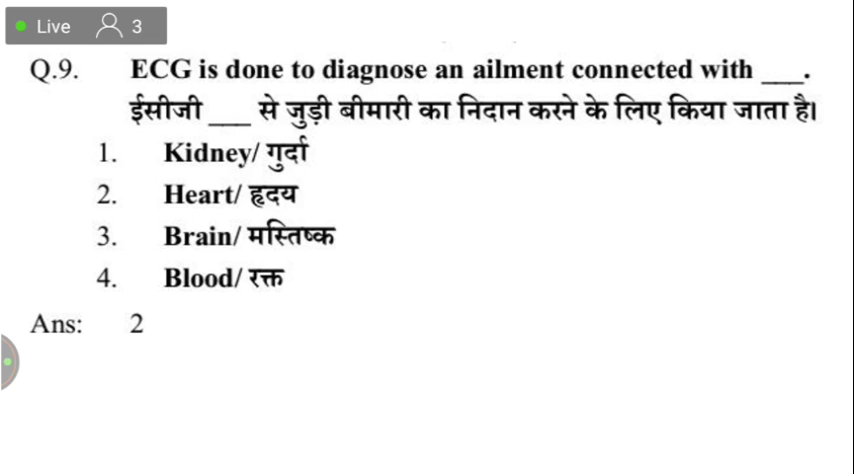 Live 3
Q.9. ECG is done to diagnose an ailment connected with ___.
ईसीजी ___ से जुड़ी बीमारी का निदान करने के लिए किया जाता है।
1. Kidney/ गुर्दा
2. Heart/ हृदय
3. Brain/ मस्तिष्क
4. Blood/ रक्त
Ans: 2